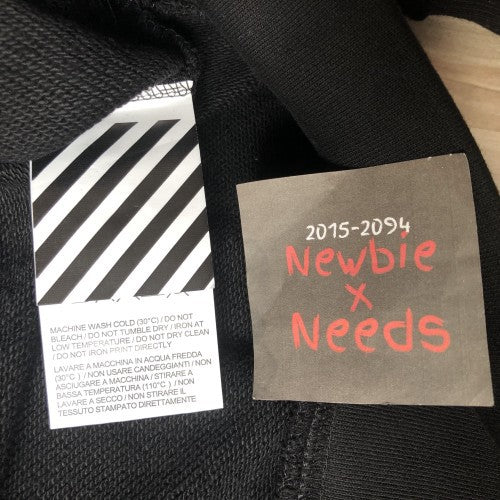 MACHINE WASH COLD (30°C) / DO NOT
BLEACH / DO NOT TUMBLE DRY / IRON AT
LOW TEMPERATURE / DO NOT DRY CLEAN
/ DO NOT IRON PRINT DIRECTLY
LAVARE A MACCHINA IN ACQUA FREDDA
(30°C ) / NON USARE CANDEGGIANTI / NON
ASCIUGARE A MACCHINA / STIRARE A
BASSA TEMPERATURA [110°C ] / NON
LAVARE A SECCO / NON STIRARE IL
TESSUTO STAMPATO DIRETTAMENTE
2015-2094
Newbie
x
Needs